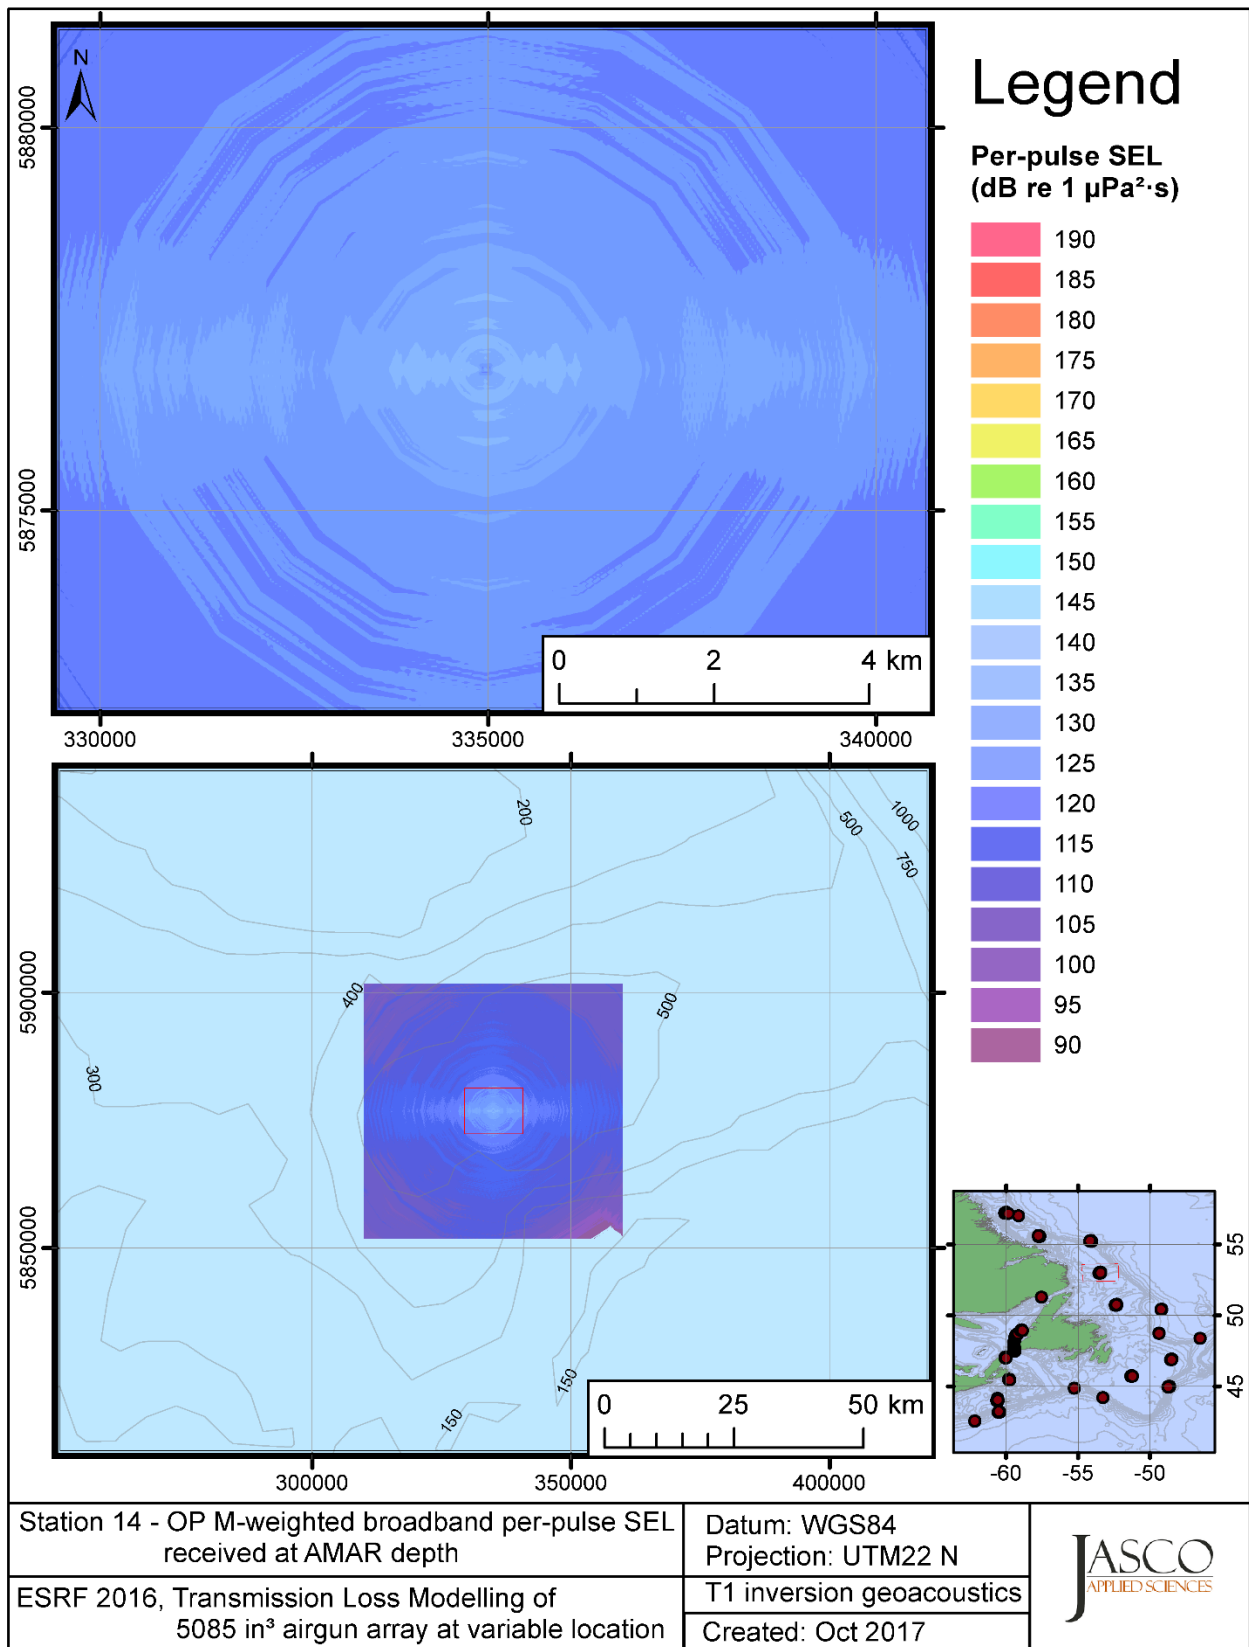 N
5880000
5875000
0 2 4 km
330000 335000 340000
Legend
Per-pulse SEL
(dB re 1 µPa²·s)
190
185
180
175
170
165
160
155
150
145
140
135
130
125
120
115
110
105
100
95
90
200
500
1000
750
400
500
300
150
150
5900000
5850000
0 25 50 km
300000 350000 400000
55
50
45
-60 -55 -50
Station 14 - OP M-weighted broadband per-pulse SEL
received at AMAR depth
ESRF 2016, Transmission Loss Modelling of
5085 in³ airgun array at variable location
Datum: WGS84
Projection: UTM22 N
T1 inversion geoacoustics
Created: Oct 2017
JASCO
APPLIED SCIENCES